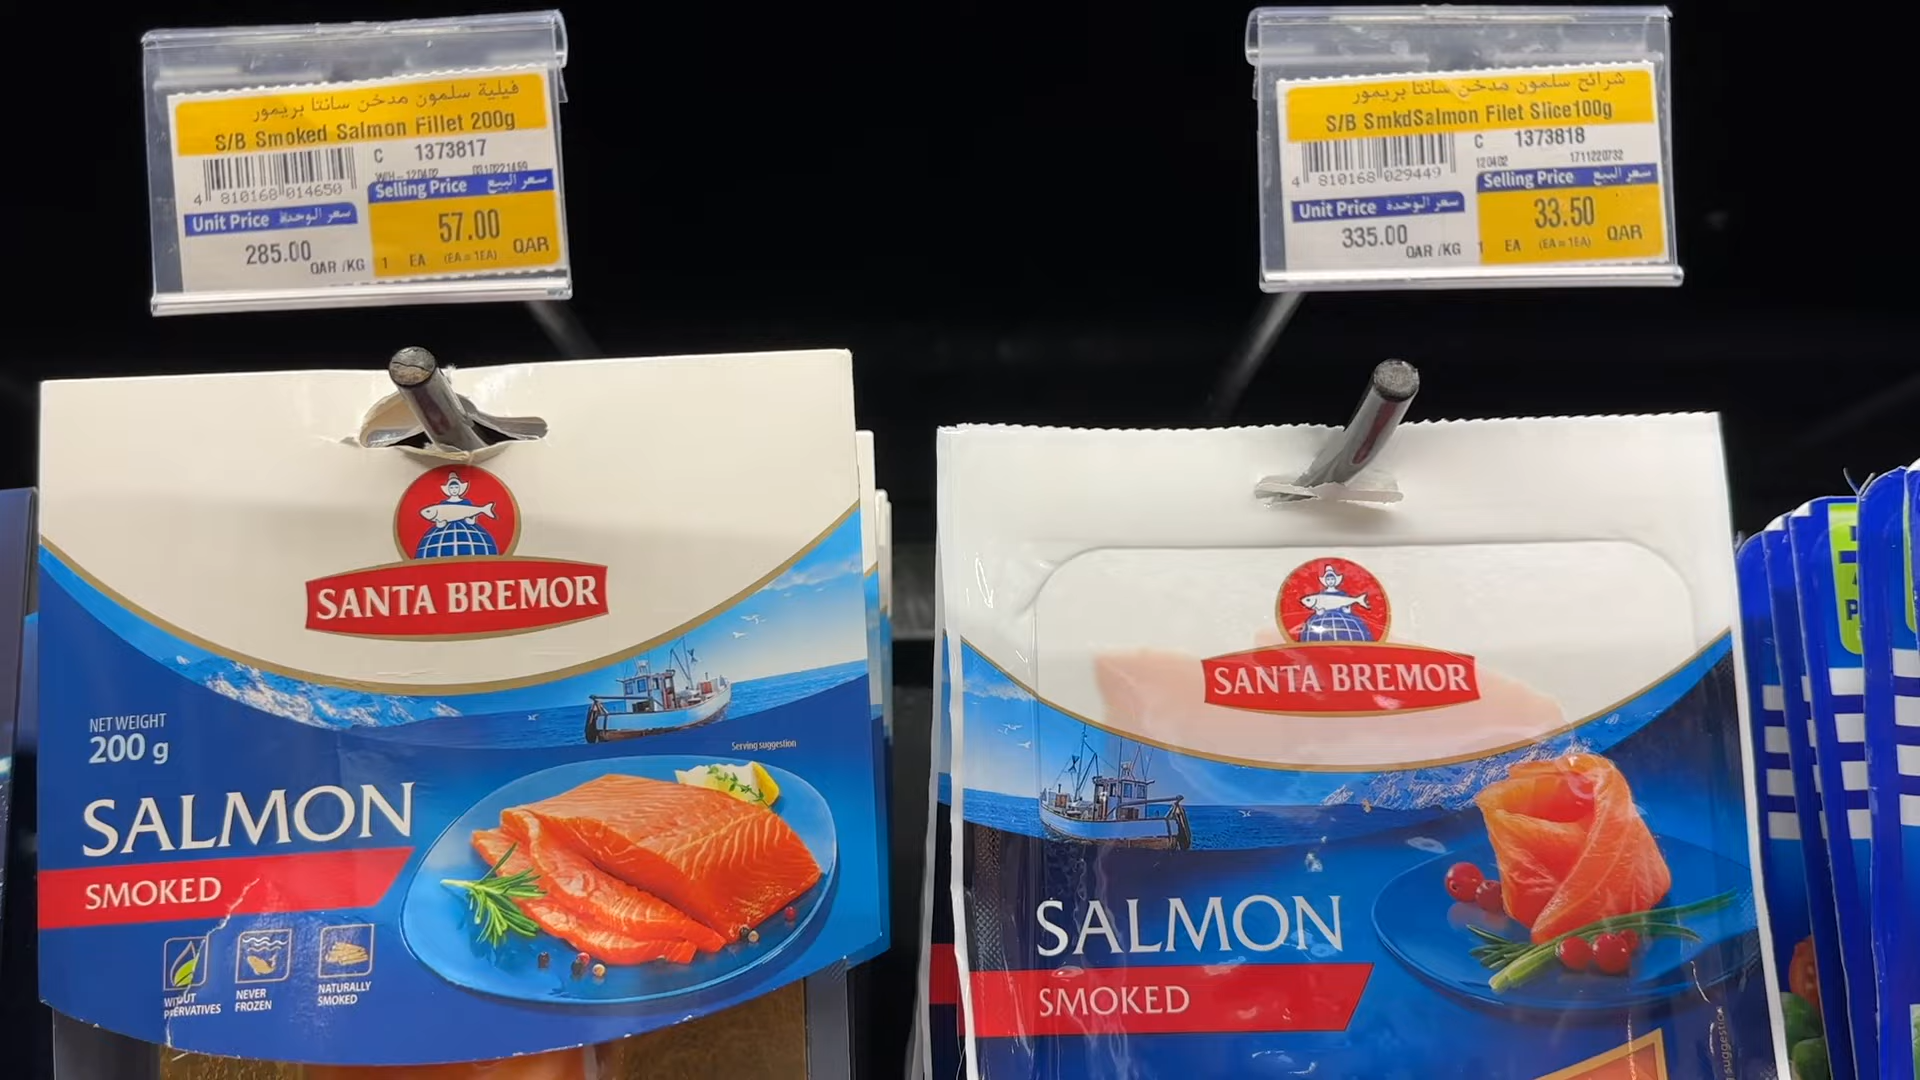 فيلية سلمون مدخن سانتا بريمور
S/B Smoked Salmon Fillet 200g
C 1373817
4 810168 014650
Selling Price سعر البيع
Unit Price سعر الوحدة
57.00
285.00
QAR /KG
1 EA (EA = 1EA) QAR
شرائح سلمون مدخن سانتا بريمور
S/B SmkdSalmon Filet Slice100g
C 1373818
120402 1711220732
4 810168 029449
Selling Price سعر البيع
Unit Price سعر الوحدة
33.50
335.00
QAR /KG
1 EA (EA = 1EA) QAR
SANTA BREMOR
NET WEIGHT
200 g
Serving suggestion
SALMON
SMOKED
NEVER
FROZEN
NATURALLY
SMOKED
SANTA BREMOR
SALMON
SMOKED
suggestion